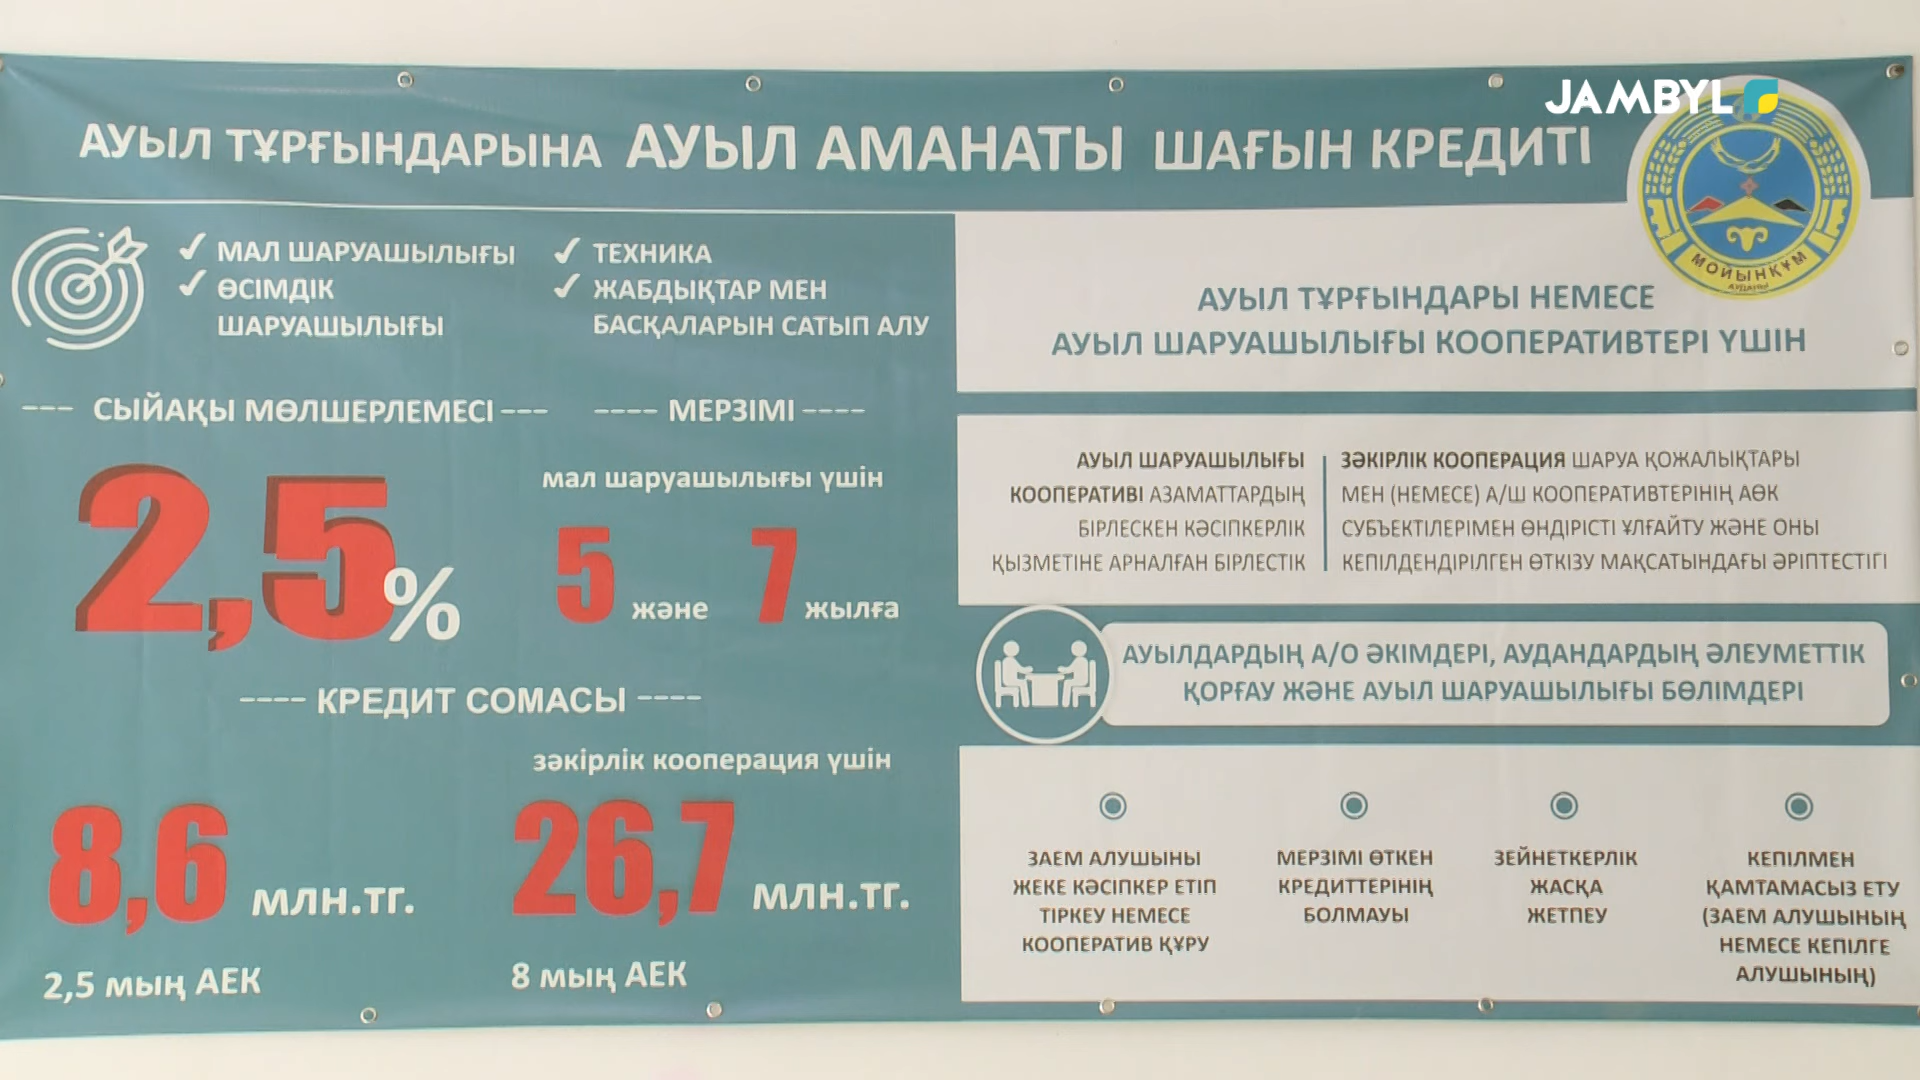 JAMBYL
АУЫЛ ТҰРҒЫНДАРЫНА АУЫЛ АМАНАТЫ ШАҒЫН КРЕДИТІ
МОЙЫНҚҰМ
АУДАНЫ
✓ МАЛ ШАРУАШЫЛЫҒЫ
✓ ӨСІМДІК
ШАРУАШЫЛЫҒЫ
✓ ТЕХНИКА
✓ ЖАБДЫҚТАР МЕН
БАСҚАЛАРЫН САТЫП АЛУ
--- СЫЙАҚЫ МӨЛШЕРЛЕМЕСІ ---
2,5%
---- МЕРЗІМІ ----
мал шаруашылығы үшін
5 және 7 жылға
---- КРЕДИТ СОМАСЫ ----
8,6 МЛН.ТГ.
2,5 мың АЕК
зәкірлік кооперация үшін
26,7 МЛН.ТГ.
8 мың АЕК
АУЫЛ ТҰРҒЫНДАРЫ НЕМЕСЕ
АУЫЛ ШАРУАШЫЛЫҒЫ КООПЕРАТИВТЕРІ ҮШІН
АУЫЛ ШАРУАШЫЛЫҒЫ
КООПЕРАТИВІ АЗАМАТТАРДЫҢ
БІРЛЕСКЕН КӘСІПКЕРЛІК
ҚЫЗМЕТІНЕ АРНАЛҒАН БІРЛЕСТІК
ЗӘКІРЛІК КООПЕРАЦИЯ ШАРУА ҚОЖАЛЫҚТАРЫ
МЕН (НЕМЕСЕ) А/Ш КООПЕРАТИВТЕРІНІҢ АӨК
СУБЪЕКТІЛЕРІМЕН ӨНДІРІСТІ ҰЛҒАЙТУ ЖӘНЕ ОНЫ
КЕПІЛДЕНДІРІЛГЕН ӨТКІЗУ МАҚСАТЫНДАҒЫ ӘРІПТЕСТІГІ
АУЫЛДАРДЫҢ А/О ӘКІМДЕРІ, АУДАНДАРДЫҢ ӘЛЕУМЕТТІК
ҚОРҒАУ ЖӘНЕ АУЫЛ ШАРУАШЫЛЫҒЫ БӨЛІМДЕРІ
ЗАЕМ АЛУШЫНЫ
ЖЕКЕ КӘСІПКЕР ЕТІП
ТІРКЕУ НЕМЕСЕ
КООПЕРАТИВ ҚҰРУ
МЕРЗІМІ ӨТКЕН
КРЕДИТТЕРІНІҢ
БОЛМАУЫ
ЗЕЙНЕТКЕРЛІК
ЖАСҚА
ЖЕТПЕУ
КЕПІЛМЕН
ҚАМТАМАСЫЗ ЕТУ
(ЗАЕМ АЛУШЫНЫҢ
НЕМЕСЕ КЕПІЛГЕ
АЛУШЫНЫҢ)